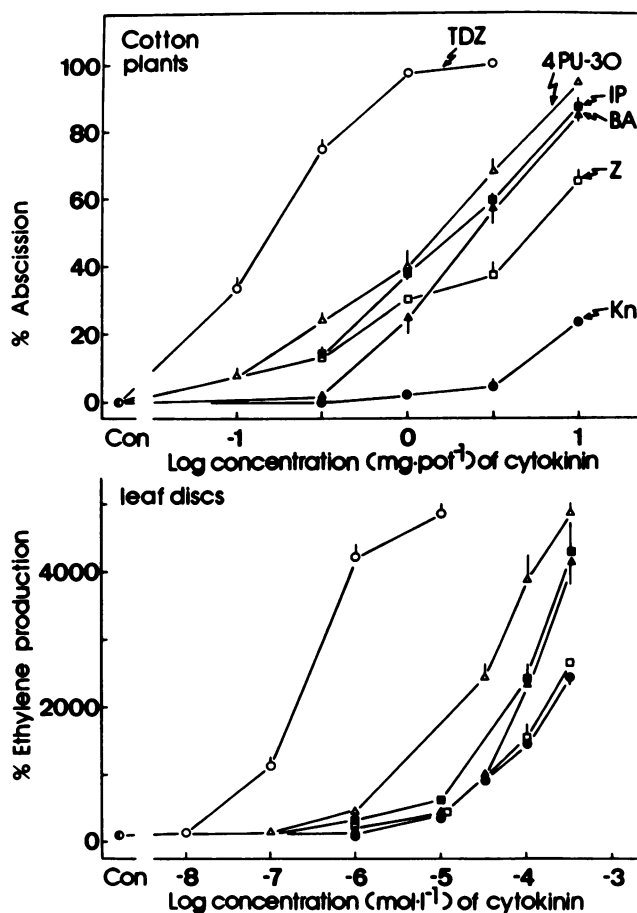 Cotton
plants
TDZ
4PU-30
IP
BA
Z
Kn
100
80
60
40
20
0
% Abscission
Con
-1
0
1
Log concentration (mg·pot⁻¹) of cytokinin
leaf discs
4000
2000
0
% Ethylene production
Con
-8
-7
-6
-5
-4
-3
Log concentration (mol·l⁻¹) of cytokinin